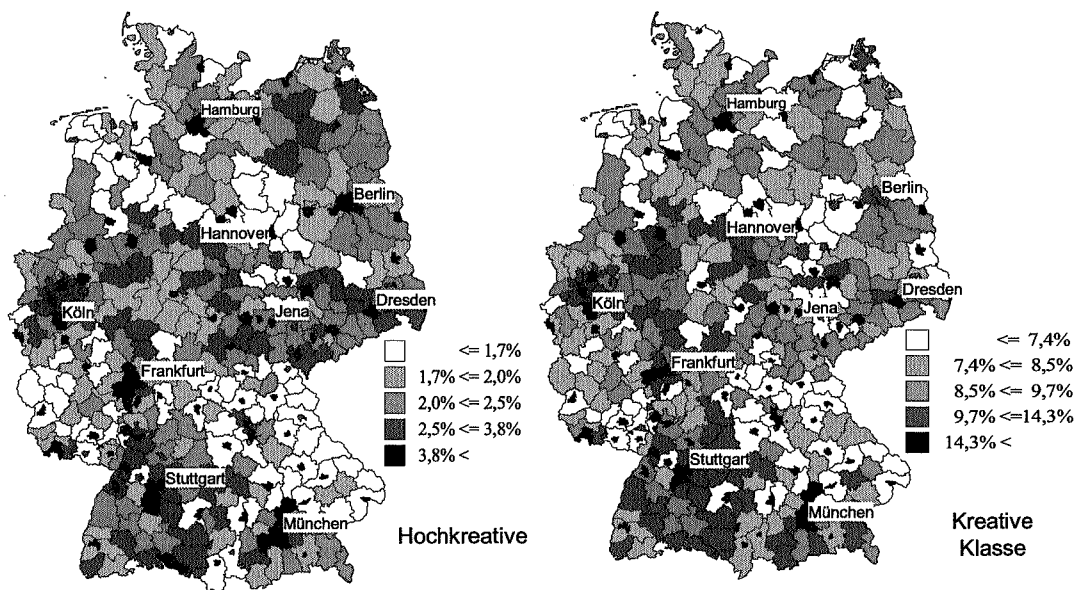 Hamburg
Berlin
Hannover
Köln
Jena
Dresden
Frankfurt
Stuttgart
München
<= 1,7%
1,7% <= 2,0%
2,0% <= 2,5%
2,5% <= 3,8%
3,8% <
Hochkreative
Hamburg
Berlin
Hannover
Köln
Jena
Dresden
Frankfurt
Stuttgart
München
<= 7,4%
7,4% <= 8,5%
8,5% <= 9,7%
9,7% <=14,3%
14,3% <
Kreative
Klasse